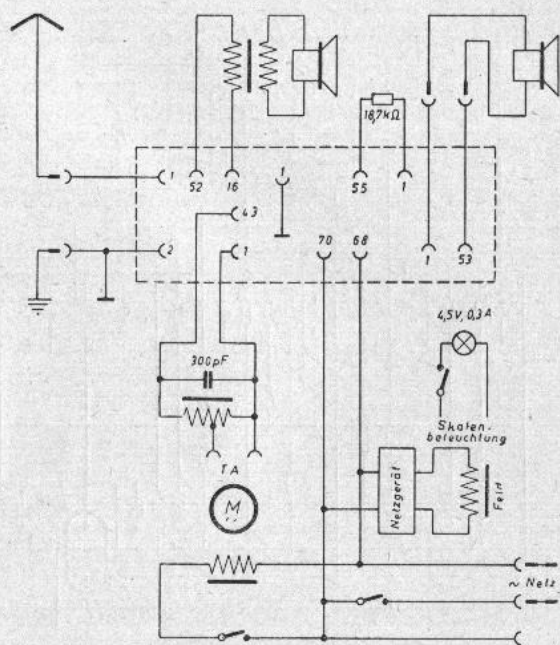 18,7kΩ
1
52
16
1
55
1
43
2
1
70
68
1
53
4,5V, 0,3A
300pF
Skalen-
beleuchtung
TA
M
Netzgerät
Feld
~ Netz